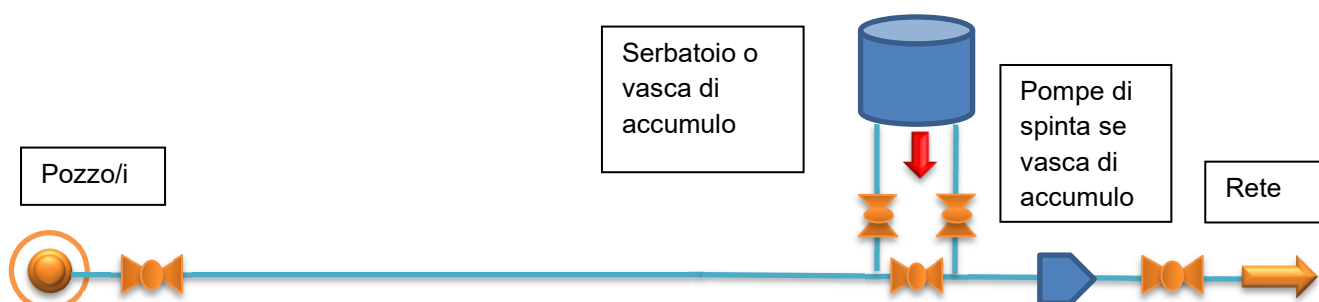 Pozzo/i
Serbatoio o
vasca di
accumulo
Pompe di
spinta se
vasca di
accumulo
Rete